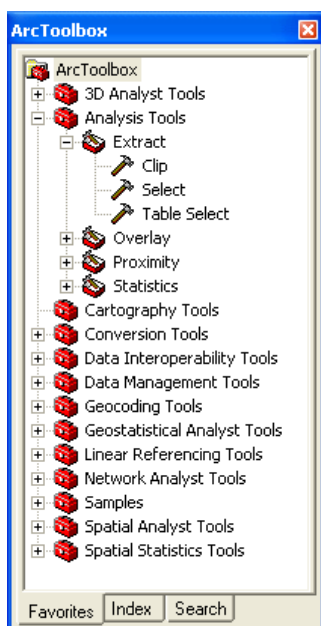 ArcToolbox
ArcToolbox
3D Analyst Tools
Analysis Tools
Extract
Clip
Select
Table Select
Overlay
Proximity
Statistics
Cartography Tools
Conversion Tools
Data Interoperability Tools
Data Management Tools
Geocoding Tools
Geostatistical Analyst Tools
Linear Referencing Tools
Network Analyst Tools
Samples
Spatial Analyst Tools
Spatial Statistics Tools
Favorites Index Search